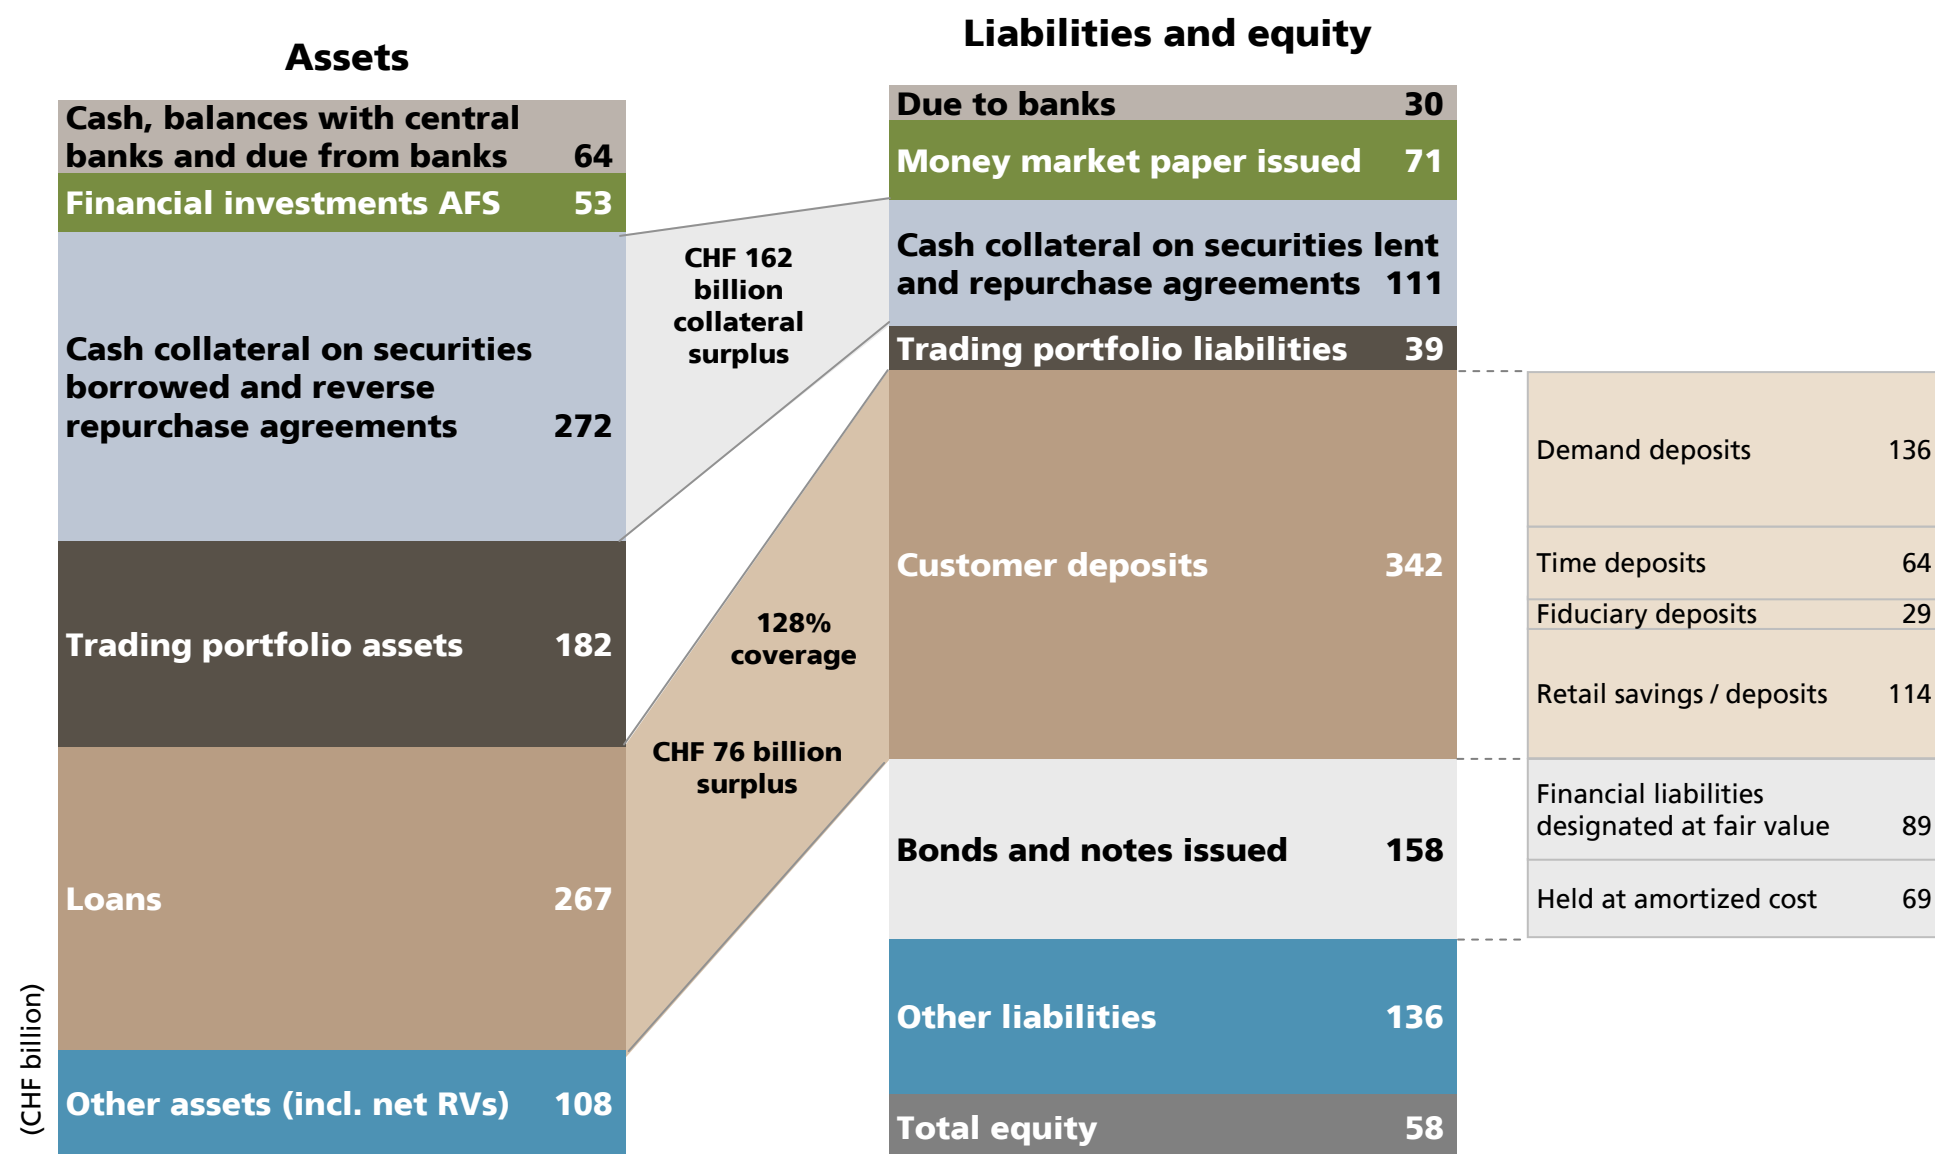 Assets
Cash, balances with central
banks and due from banks 64
Financial investments AFS 53
Cash collateral on securities
borrowed and reverse
repurchase agreements 272
Trading portfolio assets 182
Loans 267
Other assets (incl. net RVs) 108
(CHF billion)
CHF 162
billion
collateral
surplus
128%
coverage
CHF 76 billion
surplus
Liabilities and equity
Due to banks 30
Money market paper issued 71
Cash collateral on securities lent
and repurchase agreements 111
Trading portfolio liabilities 39
Customer deposits 342
Bonds and notes issued 158
Other liabilities 136
Total equity 58
Demand deposits 136
Time deposits 64
Fiduciary deposits 29
Retail savings / deposits 114
Financial liabilities
designated at fair value 89
Held at amortized cost 69